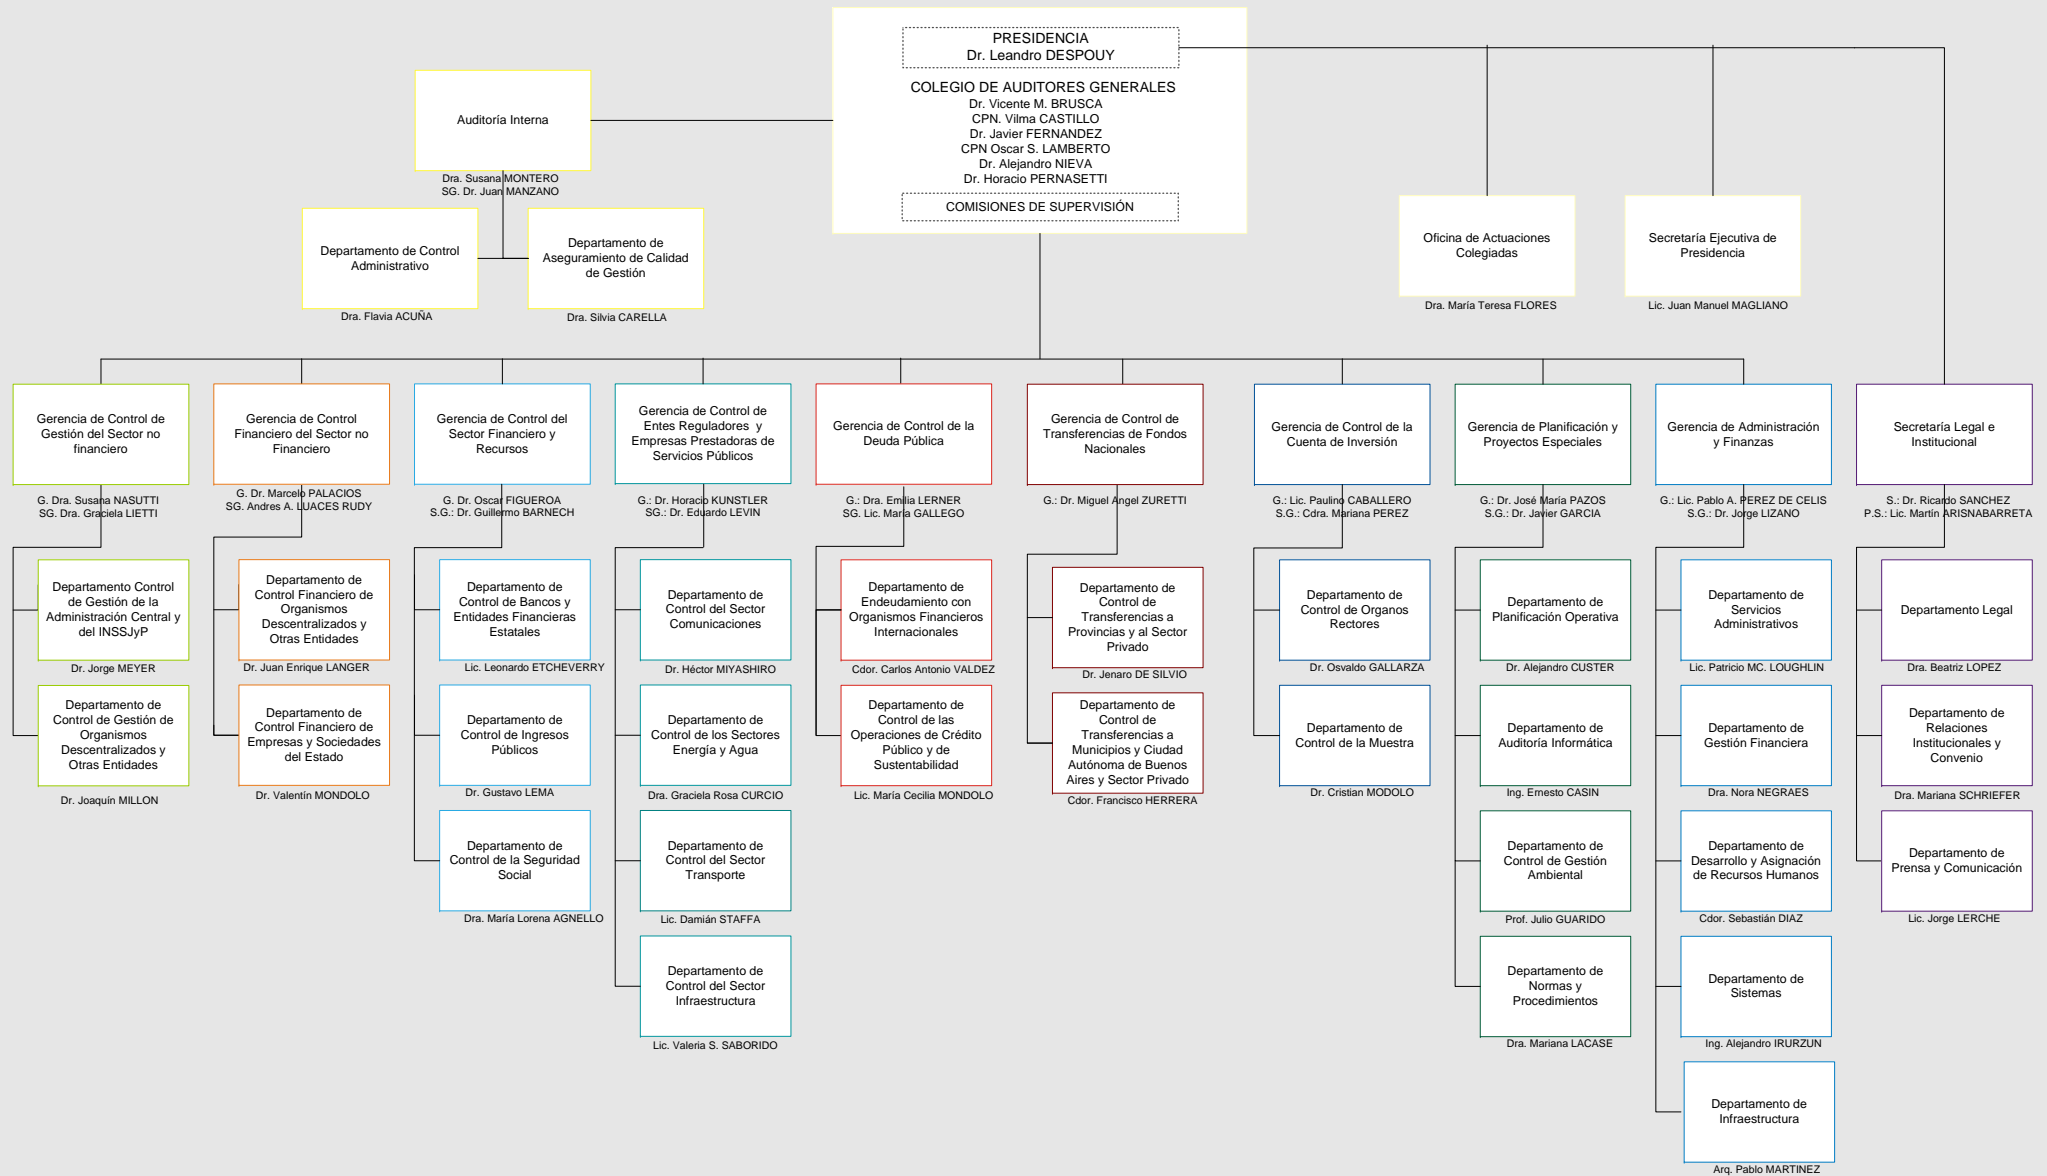 PRESIDENCIA
Dr. Leandro DESPOUY
COLEGIO DE AUDITORES GENERALES
Dr. Vicente M. BRUSCA
CPN. Vilma CASTILLO
Dr. Javier FERNANDEZ
CPN Oscar S. LAMBERTO
Dr. Alejandro NIEVA
Dr. Horacio PERNASETTI
COMISIONES DE SUPERVISIÓN
Auditoría Interna
Dra. Susana MONTERO
SG. Dr. Juan MANZANO
Departamento de Control
Administrativo
Dra. Flavia ACUÑA
Departamento de
Aseguramiento de Calidad
de Gestión
Dra. Silvia CARELLA
Oficina de Actuaciones
Colegiadas
Dra. María Teresa FLORES
Secretaría Ejecutiva de
Presidencia
Lic. Juan Manuel MAGLIANO
Gerencia de Control de
Gestión del Sector no
financiero
G. Dra. Susana NASUTTI
SG. Dra. Graciela LIETTI
Departamento Control
de Gestión de la
Administración Central y
del INSSJyP
Dr. Jorge MEYER
Departamento de
Control de Gestión de
Organismos
Descentralizados y
Otras Entidades
Dr. Joaquín MILLON
Gerencia de Control
Financiero del Sector no
Financiero
G. Dr. Marcelo PALACIOS
SG. Andres A. LUACES RUDY
Departamento de
Control Financiero de
Organismos
Descentralizados y
Otras Entidades
Dr. Juan Enrique LANGER
Departamento de
Control Financiero de
Empresas y Sociedades
del Estado
Dr. Valentín MONDOLO
Gerencia de Control del
Sector Financiero y
Recursos
G. Dr. Oscar FIGUEROA
S.G.: Dr. Guillermo BARNECH
Departamento de
Control de Bancos y
Entidades Financieras
Estatales
Lic. Leonardo ETCHEVERRY
Departamento de
Control de Ingresos
Públicos
Dr. Gustavo LEMA
Departamento de
Control de la Seguridad
Social
Dra. María Lorena AGNELLO
Gerencia de Control de
Entes Reguladores y
Empresas Prestadoras de
Servicios Públicos
G.: Dr. Horacio KUNSTLER
SG.: Dr. Eduardo LEVIN
Departamento de
Control del Sector
Comunicaciones
Dr. Héctor MIYASHIRO
Departamento de
Control de los Sectores
Energía y Agua
Dra. Graciela Rosa CURCIO
Departamento de
Control del Sector
Transporte
Lic. Damián STAFFA
Departamento de
Control del Sector
Infraestructura
Lic. Valeria S. SABORIDO
Gerencia de Control de la
Deuda Pública
G.: Dra. Emilia LERNER
SG. Lic. María GALLEGO
Departamento de
Endeudamiento con
Organismos Financieros
Internacionales
Cdor. Carlos Antonio VALDEZ
Departamento de
Control de las
Operaciones de Crédito
Público y de
Sustentabilidad
Lic. María Cecilia MONDOLO
Gerencia de Control de
Transferencias de Fondos
Nacionales
G.: Dr. Miguel Angel ZURETTI
Departamento de
Control de
Transferencias a
Provincias y al Sector
Privado
Dr. Jenaro DE SILVIO
Departamento de
Control de
Transferencias a
Municipios y Ciudad
Autónoma de Buenos
Aires y Sector Privado
Cdor. Francisco HERRERA
Gerencia de Control de la
Cuenta de Inversión
G.: Lic. Paulino CABALLERO
S.G.: Cdra. Mariana PEREZ
Departamento de
Control de Organos
Rectores
Dr. Osvaldo GALLARZA
Departamento de
Control de la Muestra
Dr. Cristian MODOLO
Gerencia de Planificación y
Proyectos Especiales
G.: Dr. José María PAZOS
S.G.: Dr. Javier GARCIA
Departamento de
Planificación Operativa
Dr. Alejandro CUSTER
Departamento de
Auditoría Informática
Ing. Ernesto CASIN
Departamento de
Control de Gestión
Ambiental
Prof. Julio GUARIDO
Departamento de
Normas y
Procedimientos
Dra. Mariana LACASE
Gerencia de Administración
y Finanzas
G.: Lic. Pablo A. PEREZ DE CELIS
S.G.: Dr. Jorge LIZANO
Departamento de
Servicios
Administrativos
Lic. Patricio MC. LOUGHLIN
Departamento de
Gestión Financiera
Dra. Nora NEGRAES
Departamento de
Desarrollo y Asignación
de Recursos Humanos
Cdor. Sebastián DIAZ
Departamento de
Sistemas
Ing. Alejandro IRURZUN
Departamento de
Infraestructura
Arq. Pablo MARTINEZ
Secretaría Legal e
Institucional
S.: Dr. Ricardo SANCHEZ
P.S.: Lic. Martín ARISNABARRETA
Departamento Legal
Dra. Beatriz LOPEZ
Departamento de
Relaciones
Institucionales y
Convenio
Dra. Mariana SCHRIEFER
Departamento de
Prensa y Comunicación
Lic. Jorge LERCHE